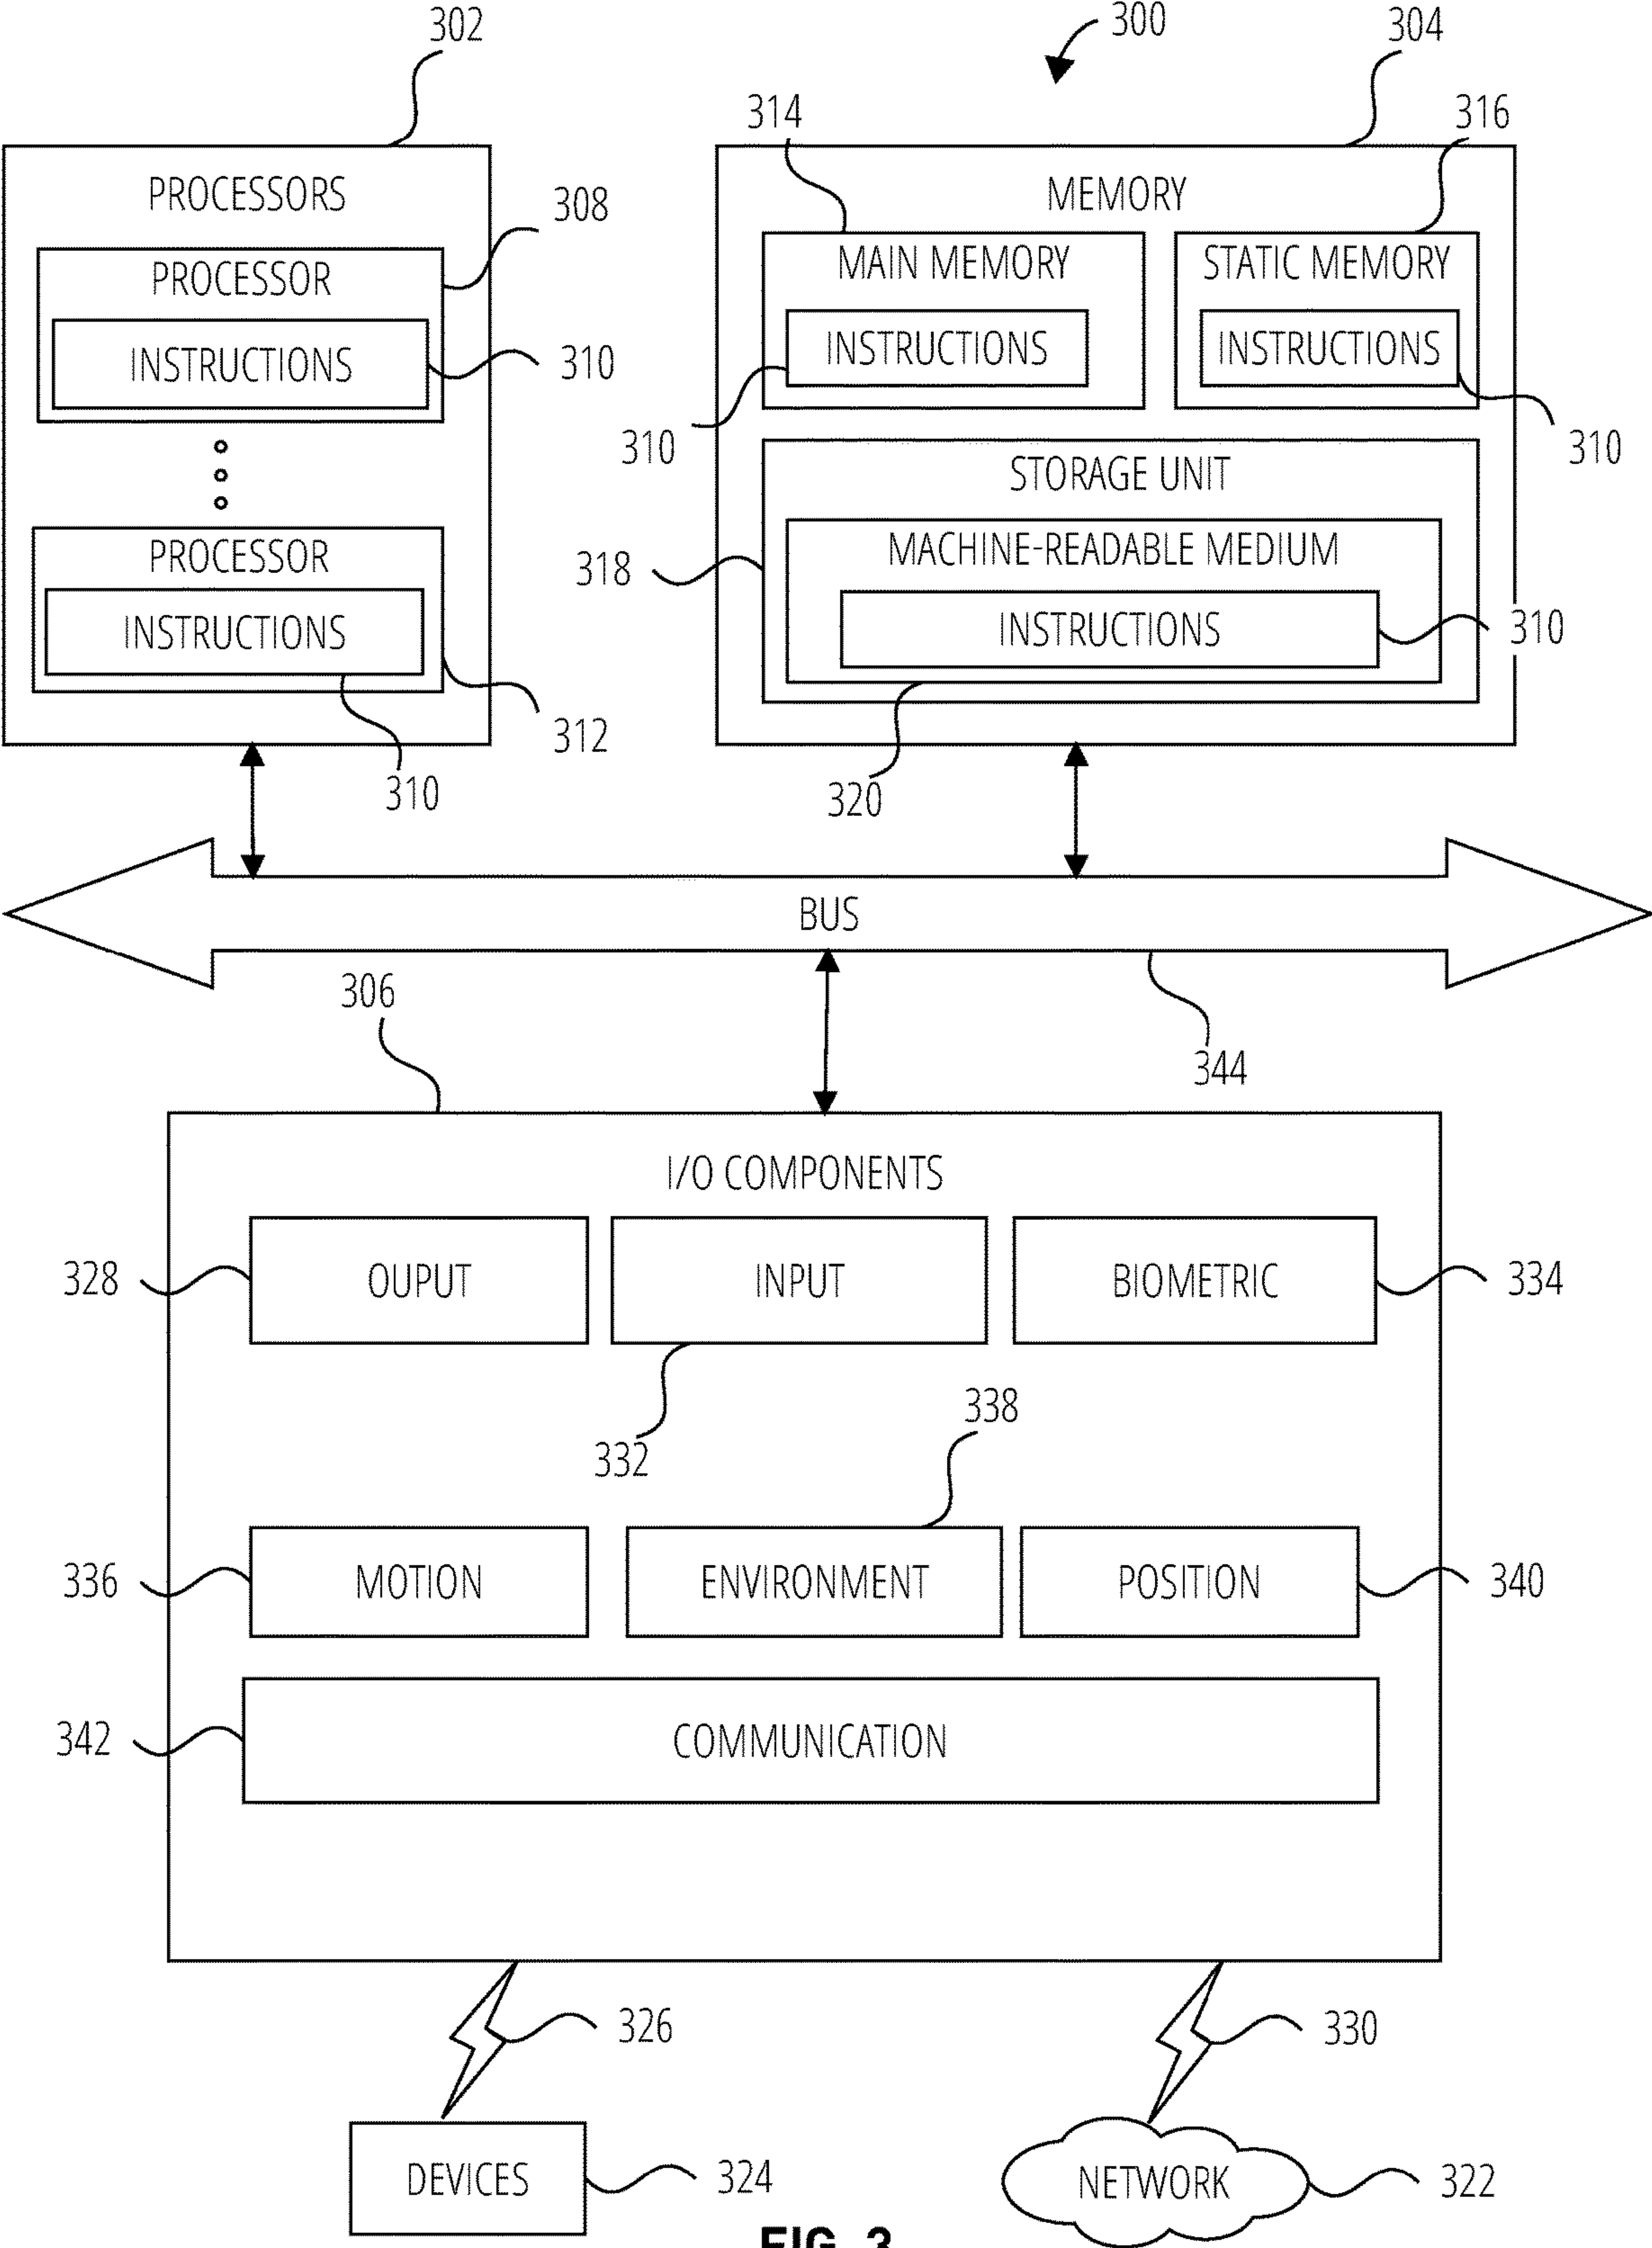 302
300
304
314
316
PROCESSORS
MEMORY
308
PROCESSOR
MAIN MEMORY
STATIC MEMORY
INSTRUCTIONS
310
INSTRUCTIONS
INSTRUCTIONS
310
310
STORAGE UNIT
PROCESSOR
318
MACHINE-READABLE MEDIUM
INSTRUCTIONS
INSTRUCTIONS
310
312
310
320
BUS
306
344
I/O COMPONENTS
328
OUPUT
INPUT
BIOMETRIC
334
338
332
336
MOTION
ENVIRONMENT
POSITION
340
342
COMMUNICATION
326
330
DEVICES
324
NETWORK
322
FIG. 3